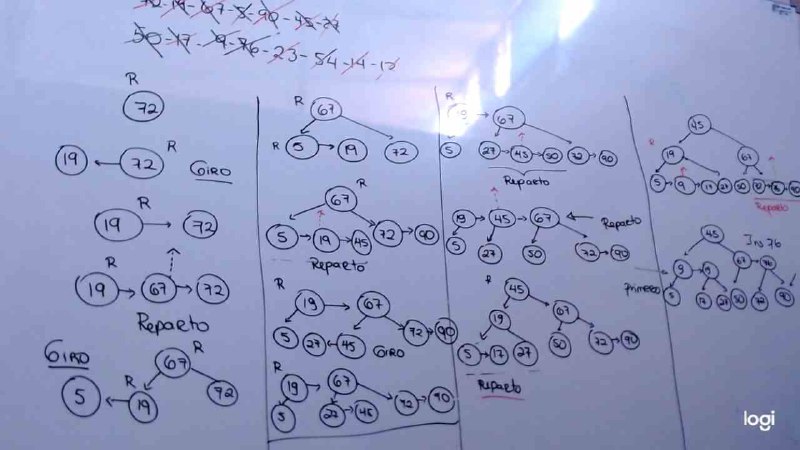 72-19-67-5-90-45-27
50-17-9-76-23-54-14-12
R
72
19 72 R GIRO
R
19 72
R
19 67 72
Reparto
GIRO
67 R
R
5 19 72
R 67
R 5 19 72
R
67
5 19 45 72 90
Reparto
R
19 67
5 27 45 72 90
GIRO
R
19 67
5 27 45 72 90
R
19 67
5 27 45 50 72 90
Reparto
19 45 67 Reparto
5 27 50 72 90
R
45
19 67
5 17 27 50 72 90
Reparto
45
R
19 67
5 9 17 27 50 72 90
Reparto
45 Ins 76
9 67 76
Primero
5 17 27 50 72 90
logi